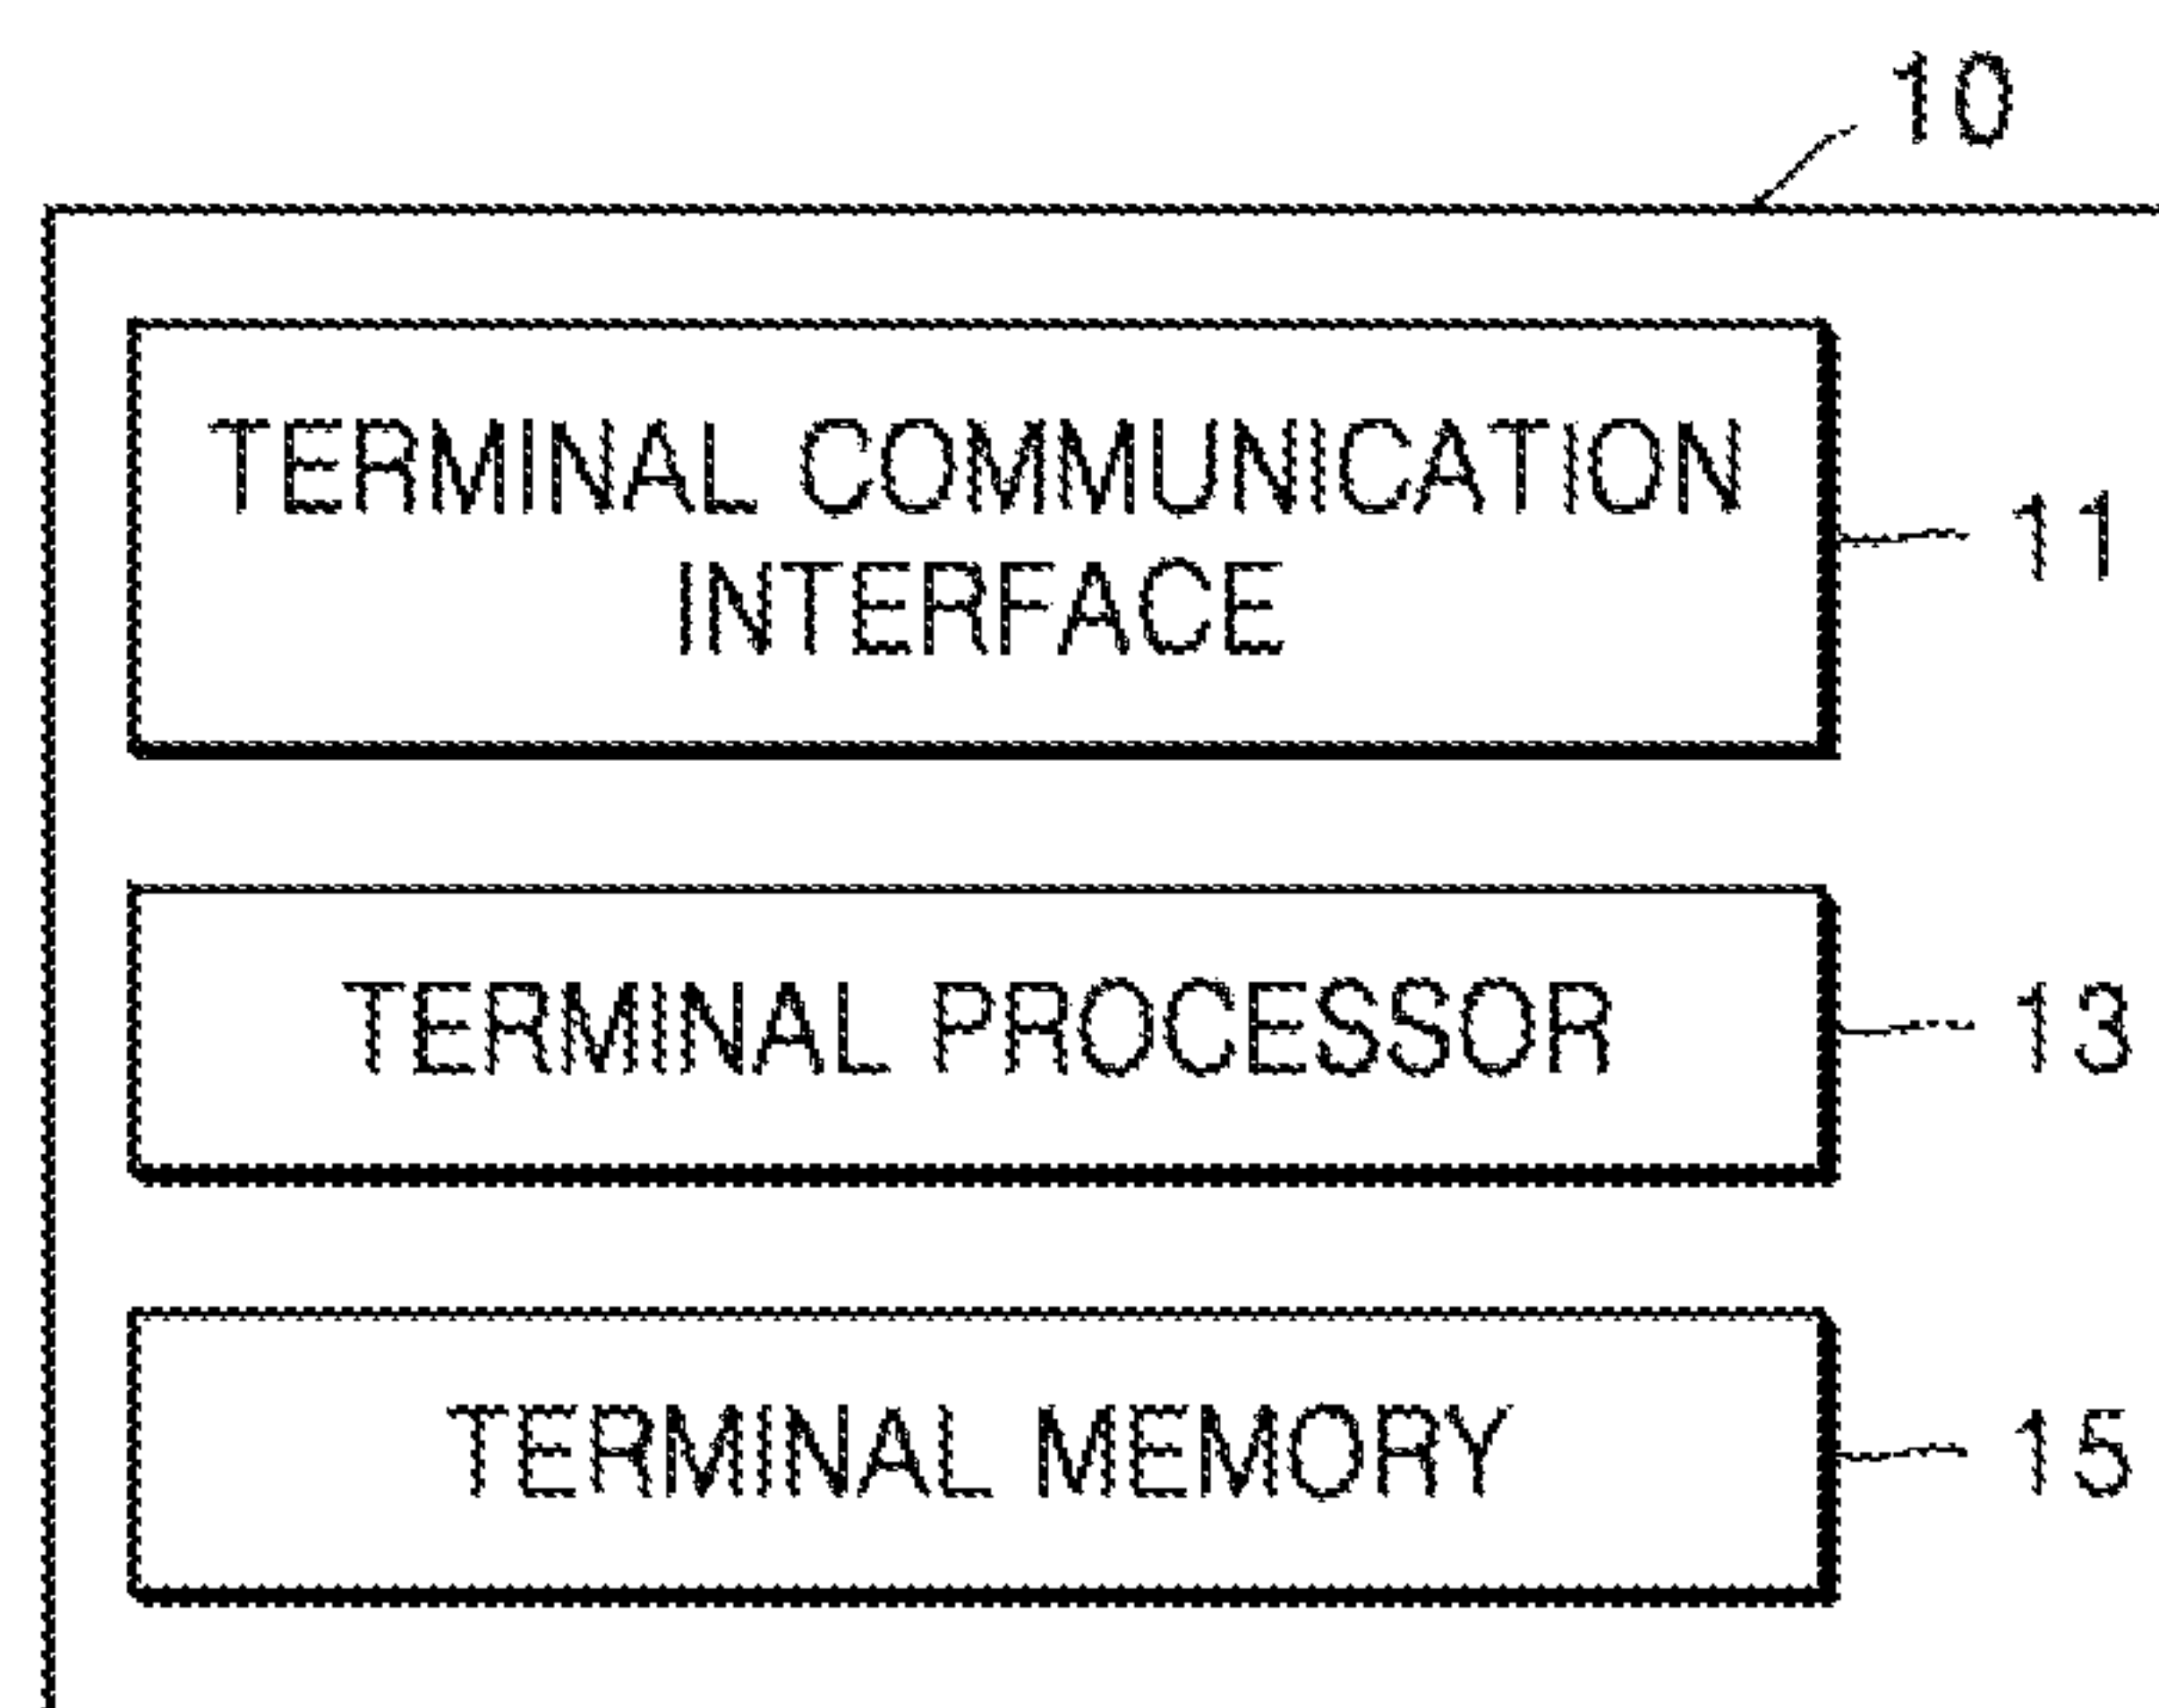 10
TERMINAL COMMUNICATION
INTERFACE
11
TERMINAL PROCESSOR
13
TERMINAL MEMORY
15